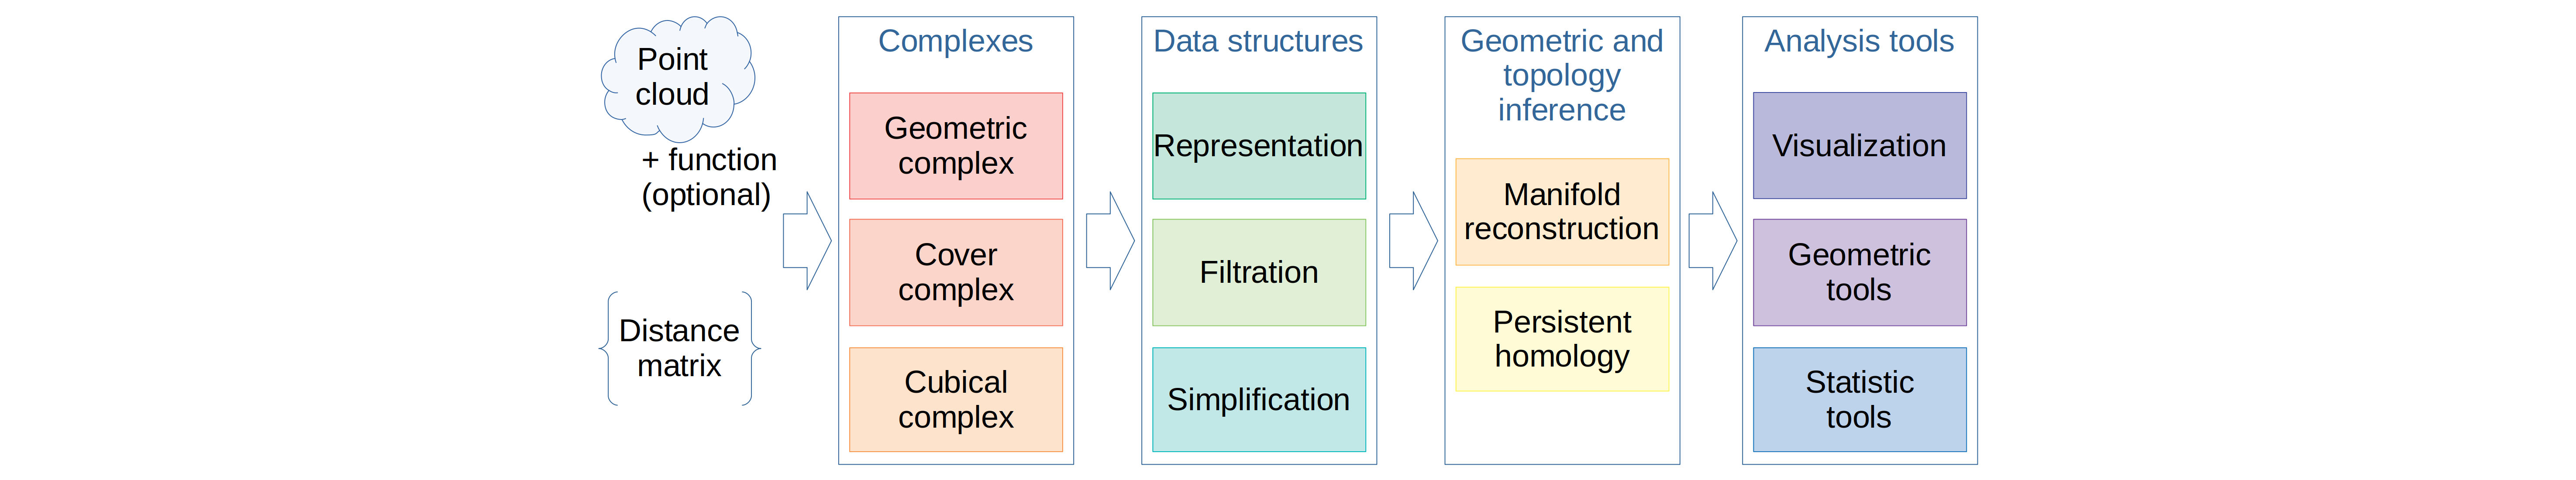 Point
cloud
+ function
(optional)
Distance
matrix
Complexes
Geometric
complex
Cover
complex
Cubical
complex
Data structures
Representation
Filtration
Simplification
Geometric and
topology
inference
Manifold
reconstruction
Persistent
homology
Analysis tools
Visualization
Geometric
tools
Statistic
tools